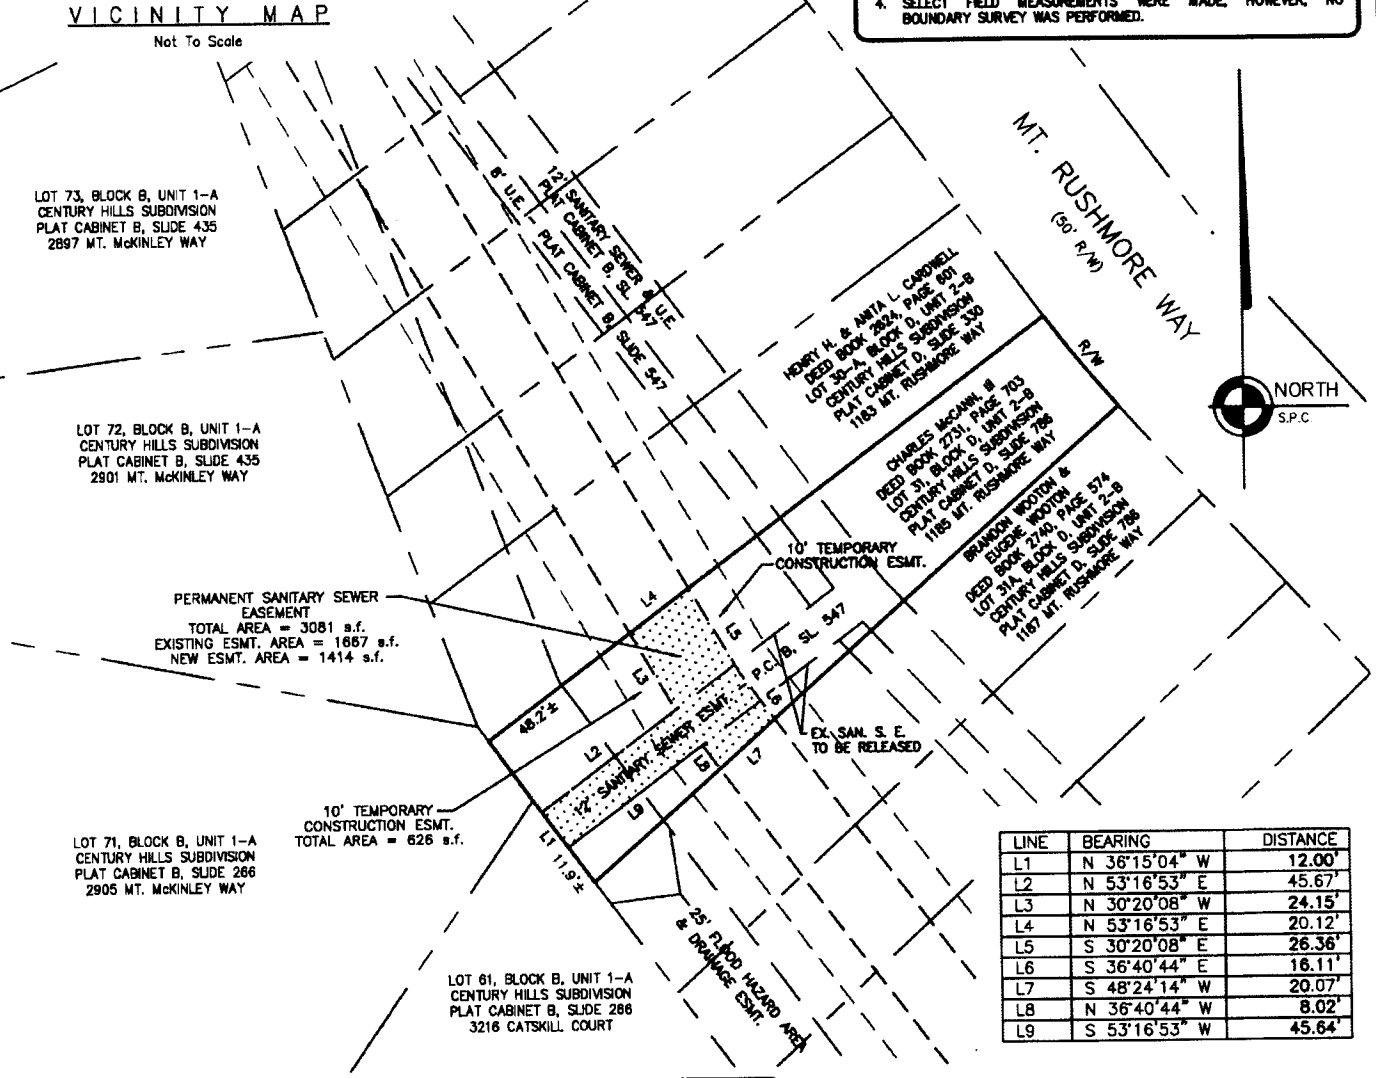 VICINITY MAP
Not To Scale
4. SELECT FIELD MEASUREMENTS WERE MADE, HOWEVER, NO
BOUNDARY SURVEY WAS PERFORMED.
MT. RUSHMORE WAY
(50' R/W)
R/W
NORTH
S.P.C.
LOT 73, BLOCK B, UNIT 1-A
CENTURY HILLS SUBDIVISION
PLAT CABINET B, SLIDE 435
2897 MT. McKINLEY WAY
12' SANITARY SEWER & U.E.
PLAT CABINET B, SL. 547
8' U.E. PLAT CABINET B, SLIDE 547
HENRY H. & ANITA L. CARDWELL
DEED BOOK 2624, PAGE 601
LOT 30-A, BLOCK D, UNIT 2-B
CENTURY HILLS SUBDIVISION
PLAT CABINET D, SLIDE 330
1183 MT. RUSHMORE WAY
CHARLES McCANN, III
DEED BOOK 2731, PAGE 703
LOT 31, BLOCK D, UNIT 2-B
CENTURY HILLS SUBDIVISION
PLAT CABINET D, SLIDE 786
1185 MT. RUSHMORE WAY
BRANDON WOOTON &
EUGENE WOOTON
DEED BOOK 2740, PAGE 574
LOT 31A, BLOCK D, UNIT 2-B
CENTURY HILLS SUBDIVISION
PLAT CABINET D, SLIDE 786
1187 MT. RUSHMORE WAY
LOT 72, BLOCK B, UNIT 1-A
CENTURY HILLS SUBDIVISION
PLAT CABINET B, SLIDE 435
2901 MT. McKINLEY WAY
10' TEMPORARY
CONSTRUCTION ESMT.
PERMANENT SANITARY SEWER
EASEMENT
TOTAL AREA = 3081 s.f.
EXISTING ESMT. AREA = 1667 s.f.
NEW ESMT. AREA = 1414 s.f.
L4
L5
L3
P.C. B, SL. 547
L6
48.2'±
L2
12' SANITARY SEWER ESMT.
L8
L7
L9
EX. SAN. S. E.
TO BE RELEASED
10' TEMPORARY
CONSTRUCTION ESMT.
TOTAL AREA = 626 s.f.
L1 11.9'±
LOT 71, BLOCK B, UNIT 1-A
CENTURY HILLS SUBDIVISION
PLAT CABINET B, SLIDE 266
2905 MT. McKINLEY WAY
25' FLOOD HAZARD AREA
& DRAINAGE ESMT.
LOT 61, BLOCK B, UNIT 1-A
CENTURY HILLS SUBDIVISION
PLAT CABINET B, SLIDE 266
3216 CATSKILL COURT
LINE BEARING DISTANCE
L1 N 36°15'04" W 12.00'
L2 N 53°16'53" E 45.67'
L3 N 30°20'08" W 24.15'
L4 N 53°16'53" E 20.12'
L5 S 30°20'08" E 26.36'
L6 S 36°40'44" E 16.11'
L7 S 48°24'14" W 20.07'
L8 N 36°40'44" W 8.02'
L9 S 53°16'53" W 45.64'